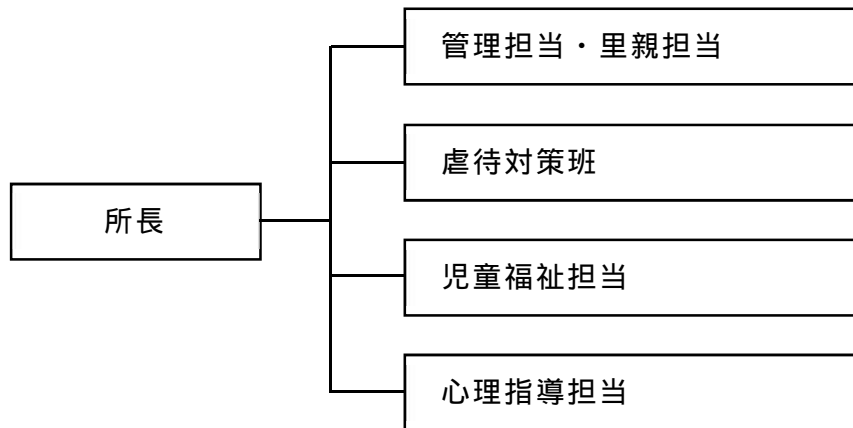 管理担当・里親担当
虐待対策班
所長
児童福祉担当
心理指導担当